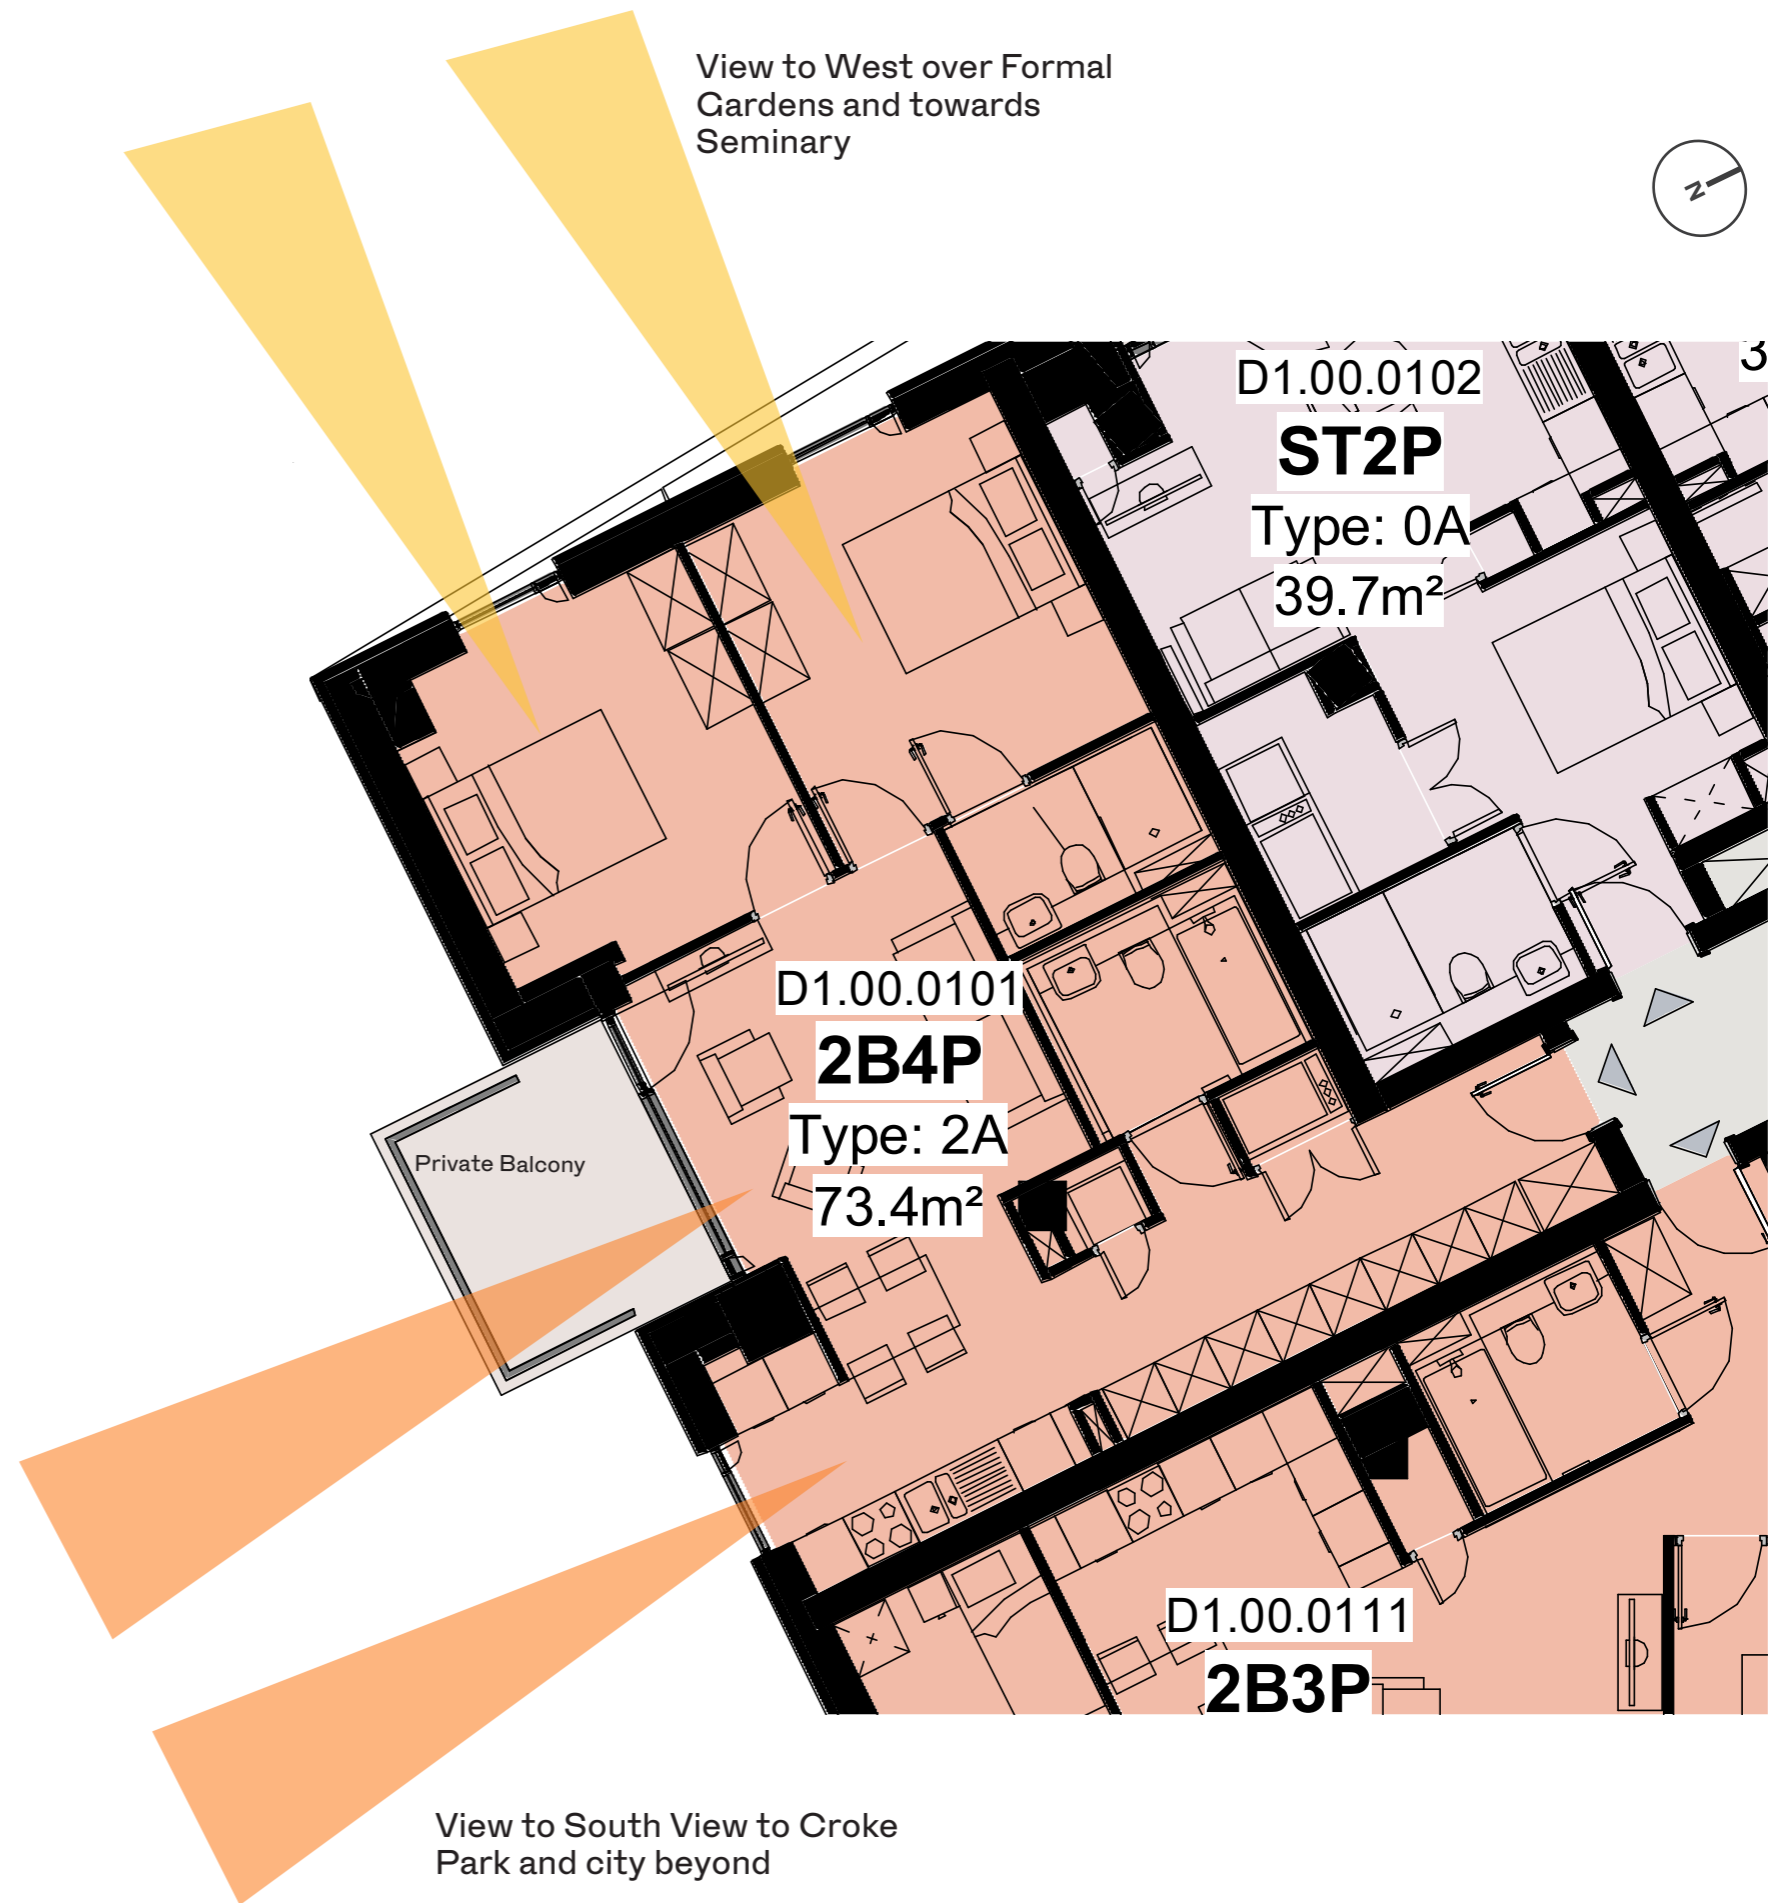 View to West over Formal
Gardens and towards
Seminary
N
D1.00.0102
ST2P
Type: 0A
39.7m²
3
D1.00.0101
2B4P
Type: 2A
73.4m²
Private Balcony
D1.00.0111
2B3P
View to South View to Croke
Park and city beyond